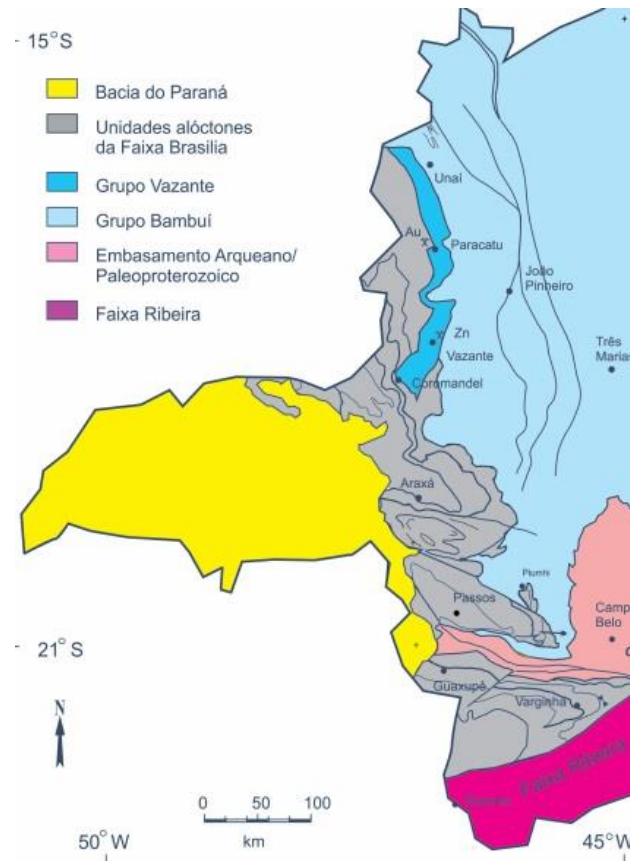 15°S
Bacia do Paraná
Unidades alóctones
da Faixa Brasilia
Grupo Vazante
Grupo Bambuí
Embasamento Arqueano/
Paleoproterozoico
Faixa Ribeira
Unaí
Au
Paracatu
João
Pinheiro
Zn
Vazante
Três
Marias
Coromandel
Araxá
Piumhi
Passos
Camp
Belo
21°S
Guaxupé
Varginha
N
Faixa Ribeira
0 50 100
km
50°W
45°W